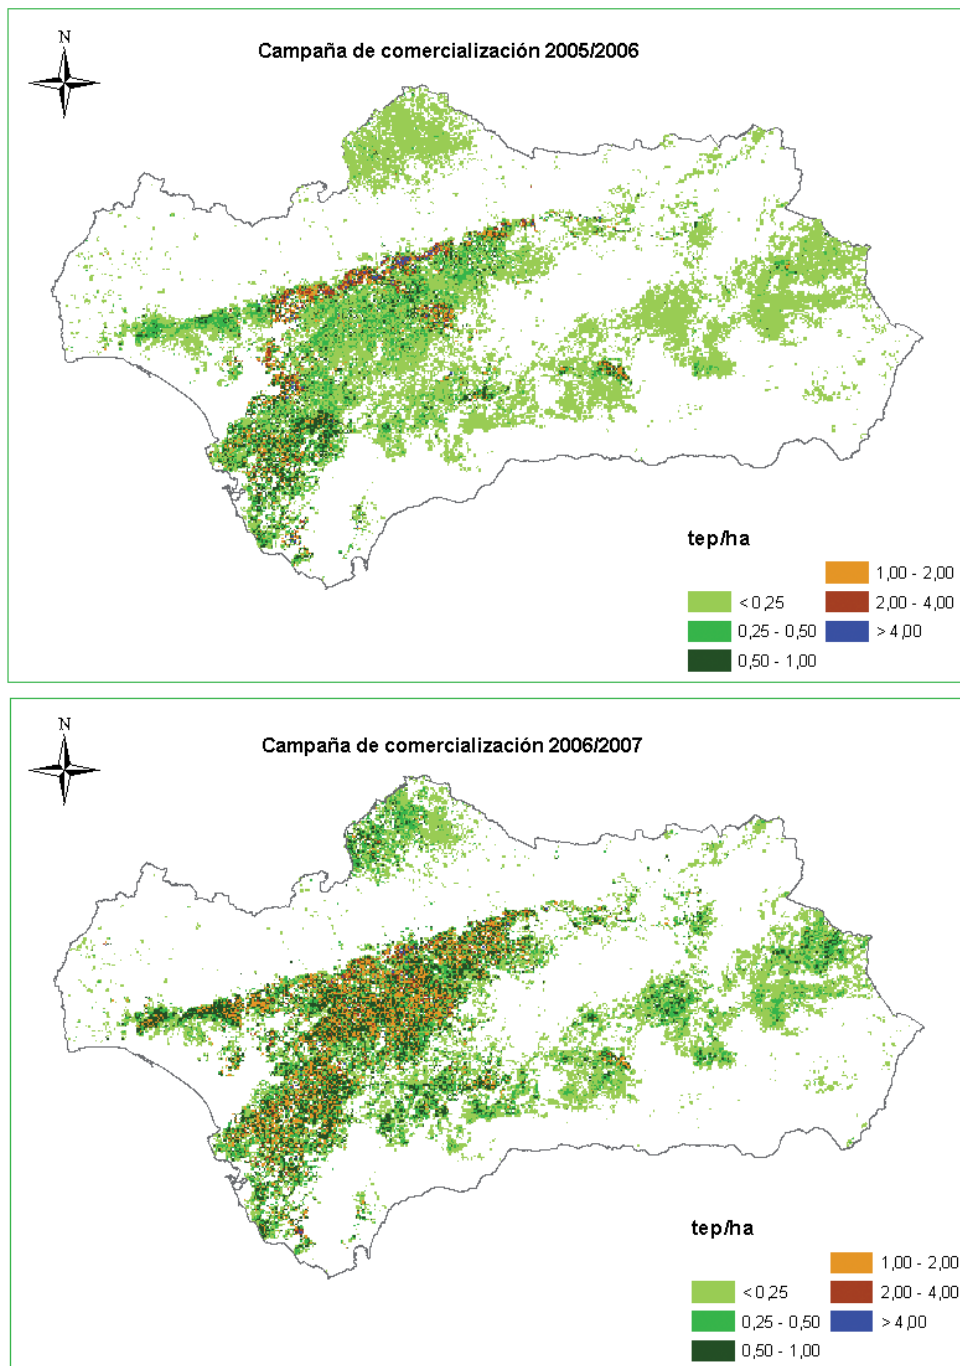 N
Campaña de comercialización 2005/2006
tep/ha
1,00 - 2,00
< 0,25
2,00 - 4,00
0,25 - 0,50
> 4,00
0,50 - 1,00
N
Campaña de comercialización 2006/2007
tep/ha
1,00 - 2,00
< 0,25
2,00 - 4,00
0,25 - 0,50
> 4,00
0,50 - 1,00